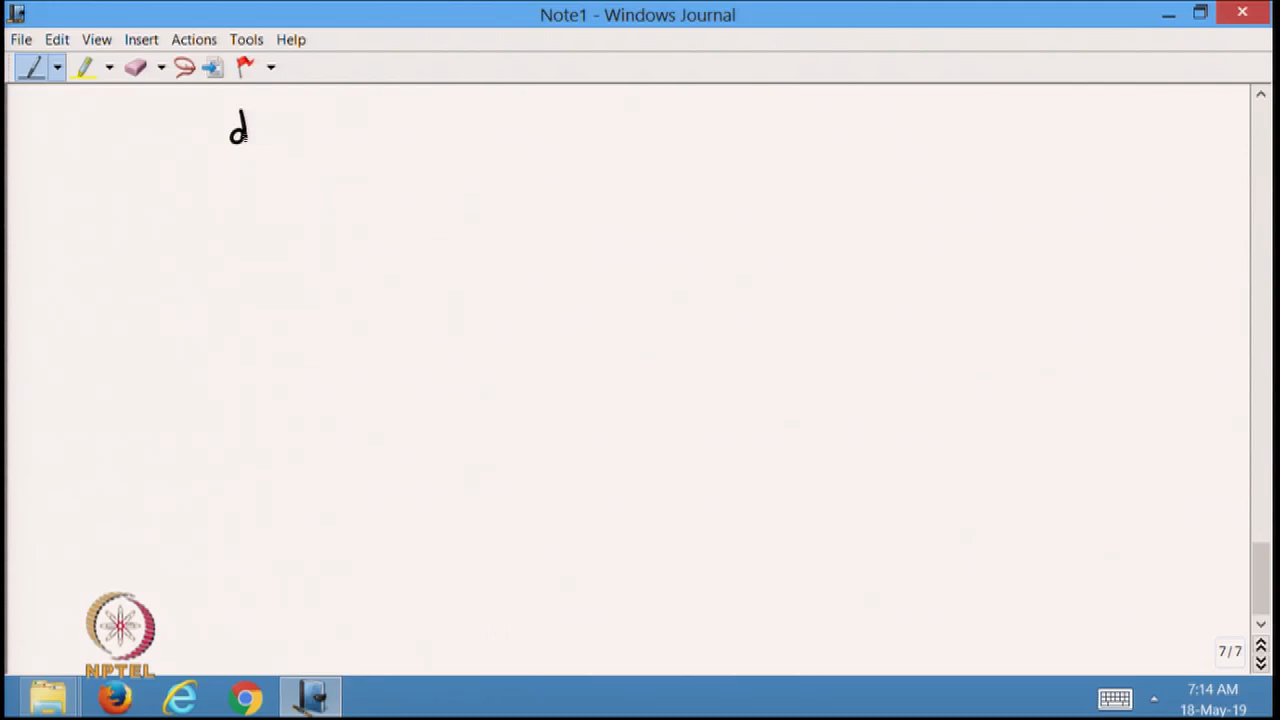 Note1 - Windows Journal
File Edit View Insert Actions Tools Help
d
7/7
NPTEL
7:14 AM
18-May-19